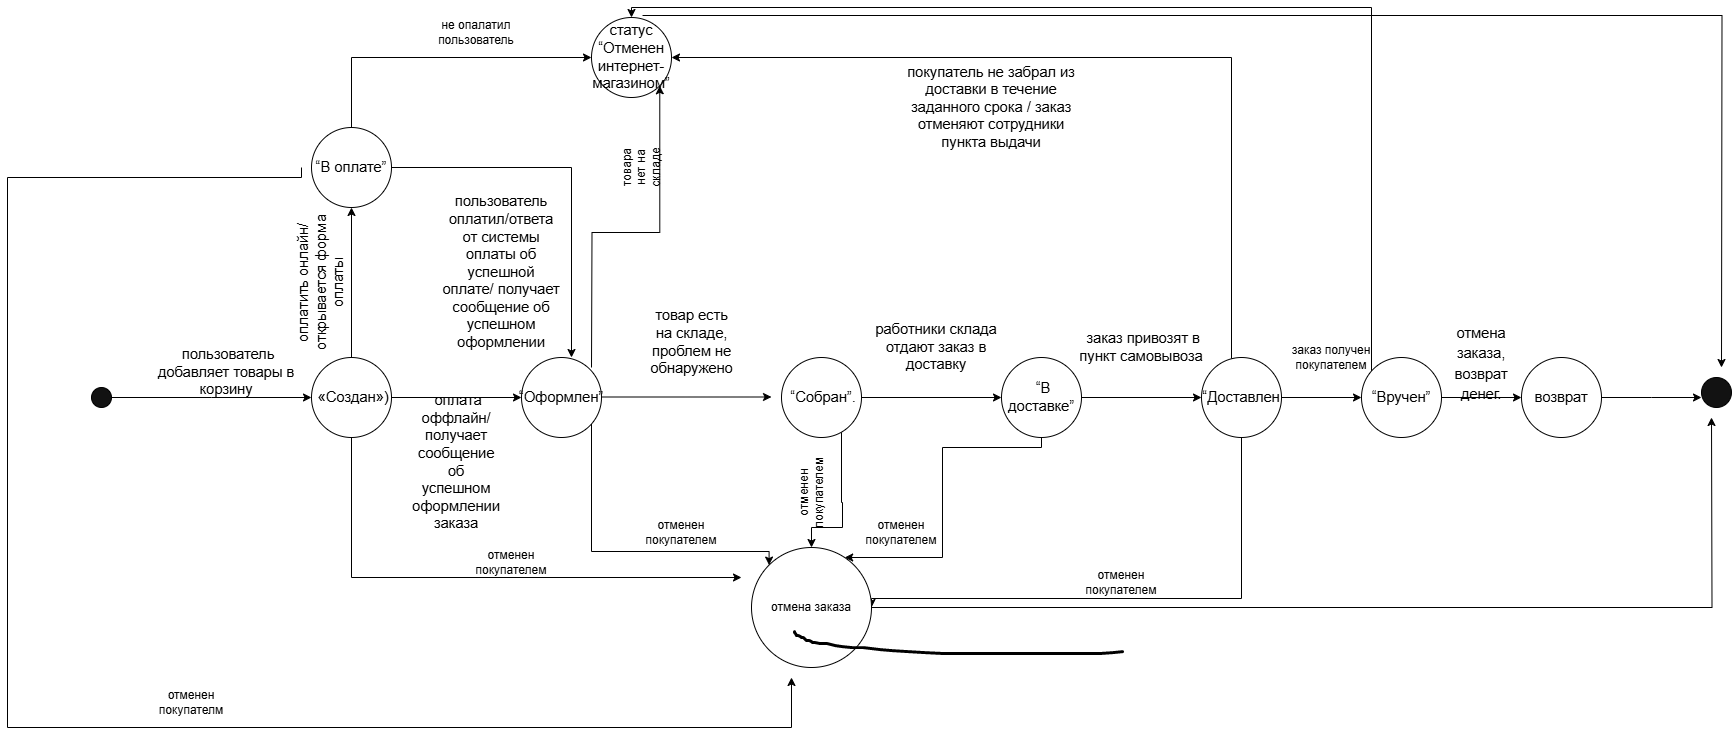 не опалатил
пользователь
статус
“Отменен
интернет-
магазином”
покупатель не забрал из
доставки в течение
заданного срока / заказ
отменяют сотрудники
пункта выдачи
“В оплате”
товара
нет на
складе
пользователь
оплатил/ответа
от системы
оплаты об
успешной
оплате/ получает
сообщение об
успешном
оформлении
оплатить онлайн/
открывается форма
оплаты
товар есть
на складе,
проблем не
обнаружено
работники склада
отдают заказ в
доставку
заказ привозят в
пункт самовывоза
заказ получен
покупателем
отмена
заказа,
возврат
денег.
пользователь
добавляет товары в
корзину
«Создан»)
“Оформлен”
“Собран”.
“В
доставке”
“Доставлен
“Вручен”
возврат
оплата
оффлайн/
получает
сообщение
об
успешном
оформлении
заказа
отменен
покупателем
отменен
покупателем
отменен
покупателем
отменен
покупателем
отменен
покупателем
отмена заказа
отменен
покупателм